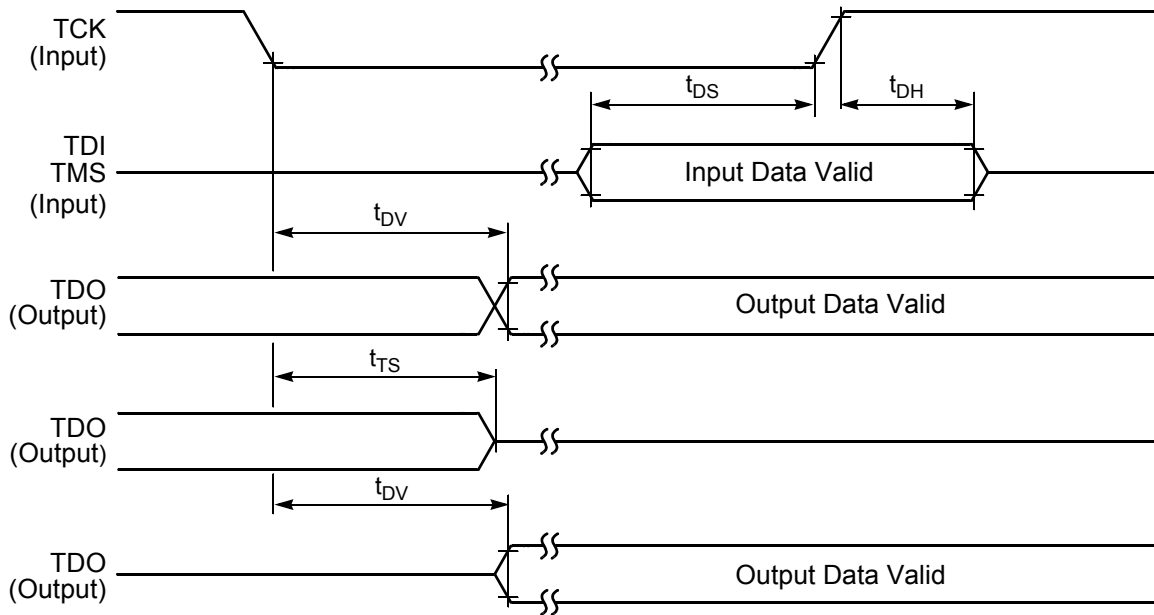 TCK
(Input)
tDS
tDH
TDI
TMS
(Input)
Input Data Valid
tDV
TDO
(Output)
Output Data Valid
tTS
TDO
(Output)
tDV
TDO
(Output)
Output Data Valid